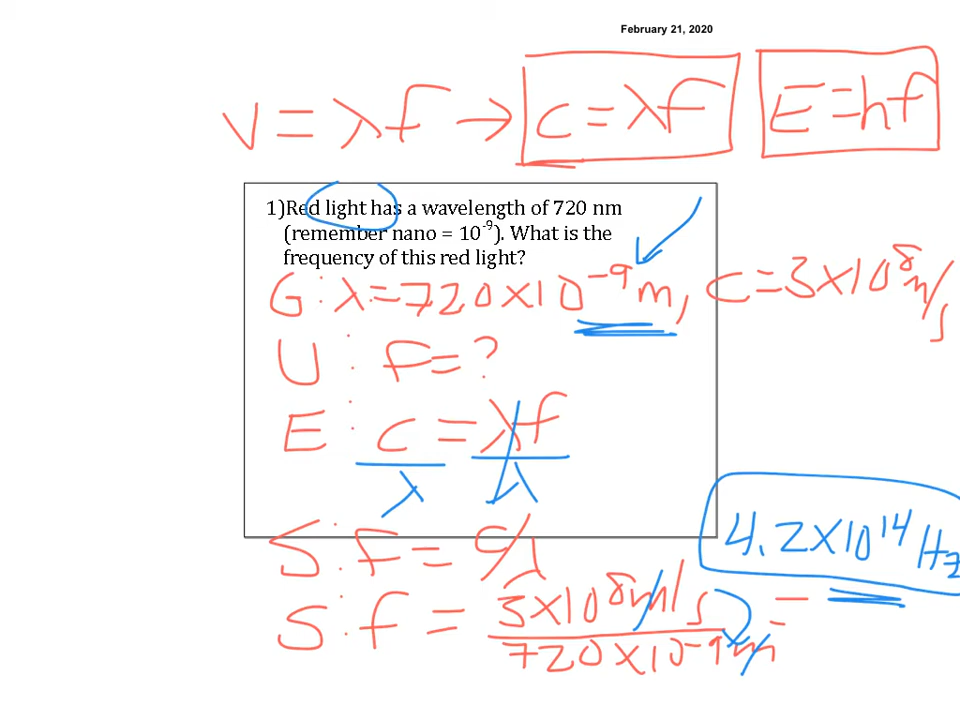 February 21, 2020
v = λf → c = λf E = hf
1)Red light has a wavelength of 720 nm
(remember nano = 10⁻⁹). What is the
frequency of this red light?
G: λ = 720 × 10⁻⁹ m, c = 3 × 10⁸ m/s
U: f = ?
E: c = λf
λ λ
S: f = c/λ
4.2 × 10¹⁴ Hz
S: f = 3 × 10⁸ m/s =
720 × 10⁻⁹ m